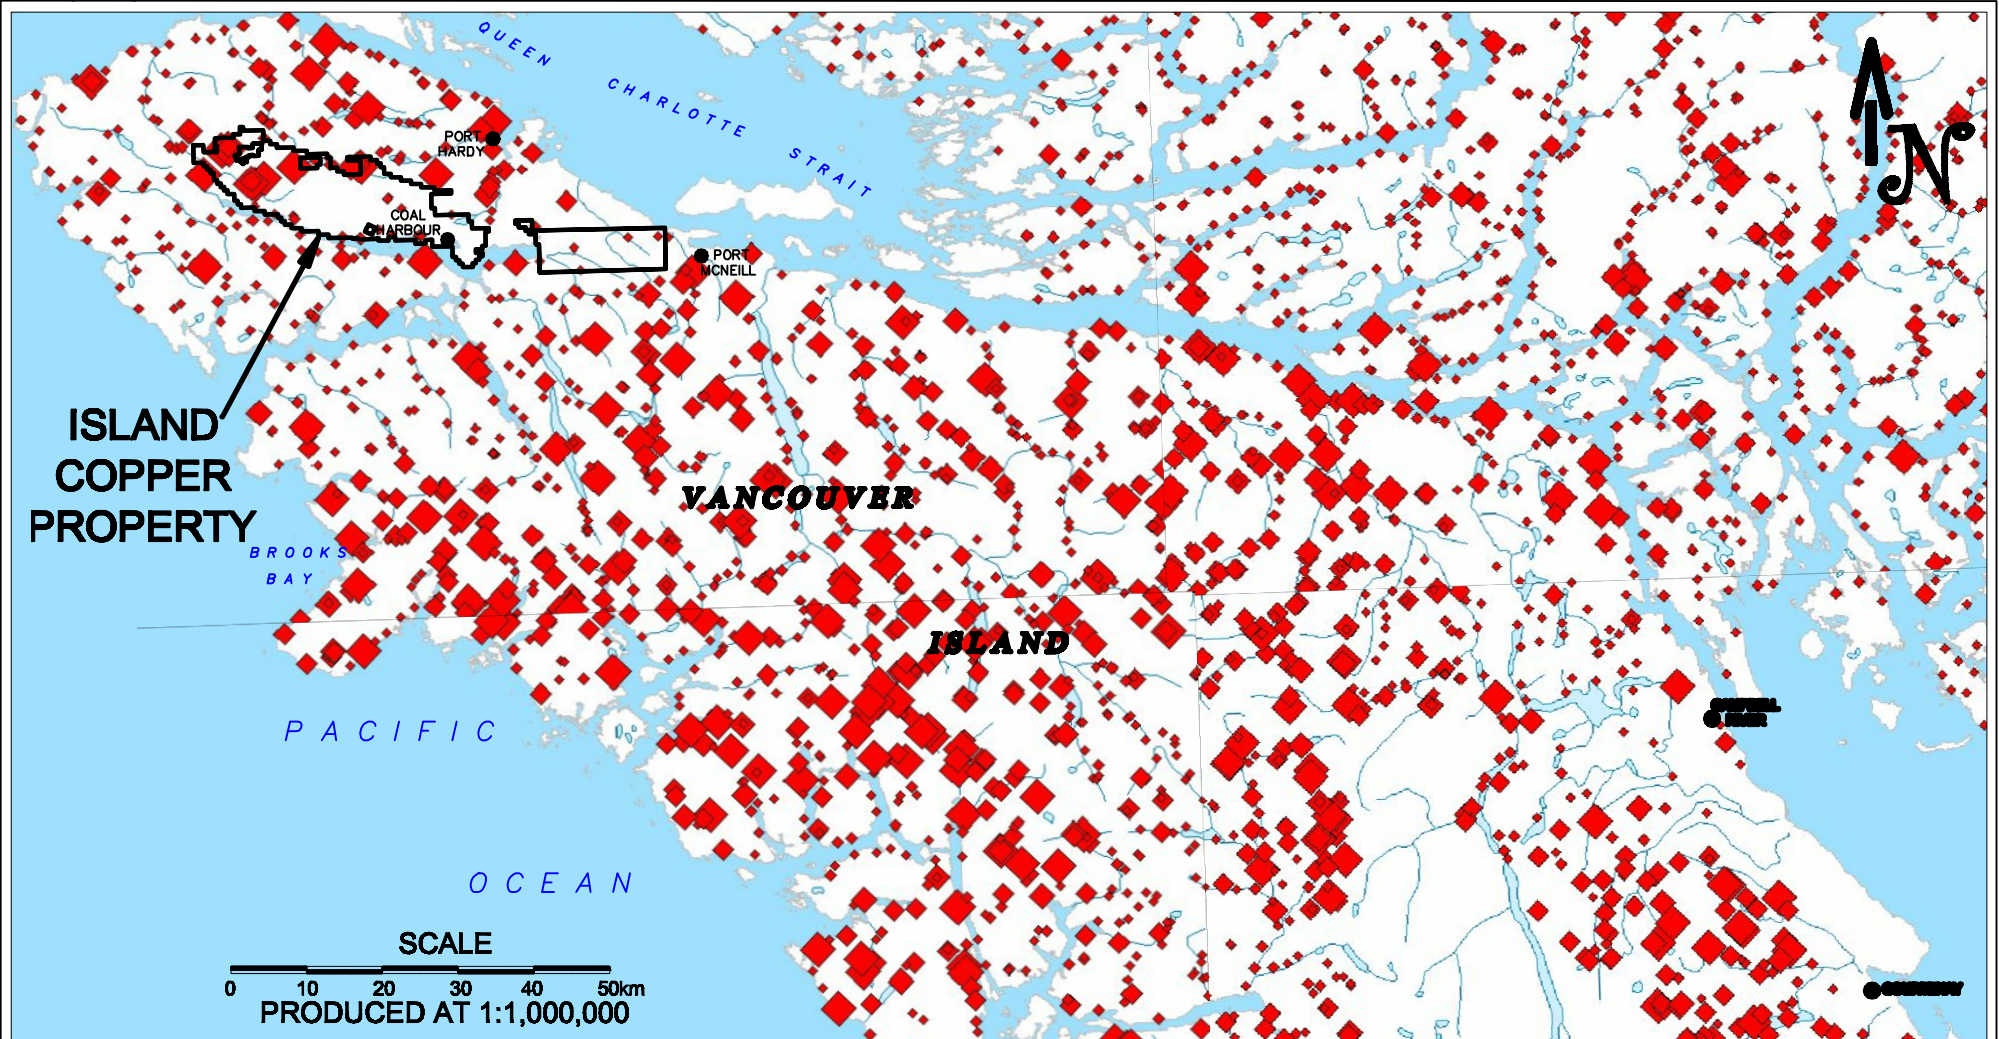 QUEEN CHARLOTTE STRAIT
N
PORT
HARDY
COAL
HARBOUR
PORT
MCNEILL
ISLAND
COPPER
PROPERTY
VANCOUVER
BROOKS
BAY
ISLAND
PACIFIC
RIVER
OCEAN
SCALE
0 10 20 30 40 50km
PRODUCED AT 1:1,000,000